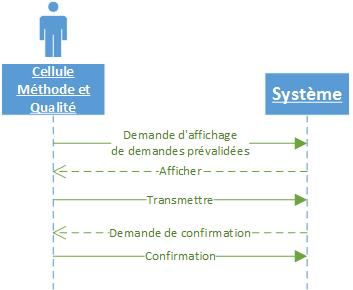 Cellule
Méthode et
Qualité
Système
Demande d'affichage
de demandes prévalidées
Afficher
Transmettre
Demande de confirmation
Confirmation